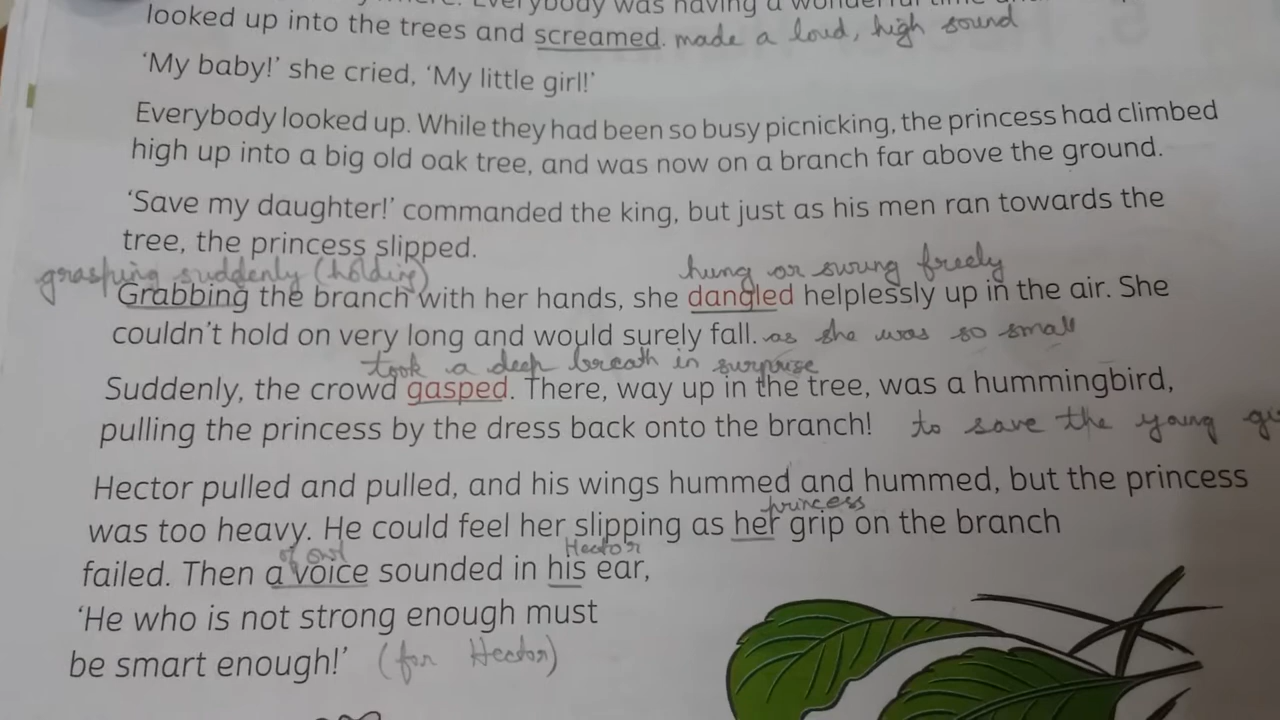 Everybody was having a wonderful time
looked up into the trees and screamed. made a loud, high sound
'My baby!' she cried, 'My little girl!'
Everybody looked up. While they had been so busy picnicking, the princess had climbed
high up into a big old oak tree, and was now on a branch far above the ground.
'Save my daughter!' commanded the king, but just as his men ran towards the
tree, the princess slipped.
grasping suddenly (holding) hung or swung freely
Grabbing the branch with her hands, she dangled helplessly up in the air. She
couldn't hold on very long and would surely fall. as she was so small
took a deep breath in surprise
Suddenly, the crowd gasped. There, way up in the tree, was a hummingbird,
pulling the princess by the dress back onto the branch! to save the young
Hector pulled and pulled, and his wings hummed and hummed, but the princess
princess
was too heavy. He could feel her slipping as her grip on the branch
of owl Hector
failed. Then a voice sounded in his ear,
'He who is not strong enough must
be smart enough!' (for Hector)